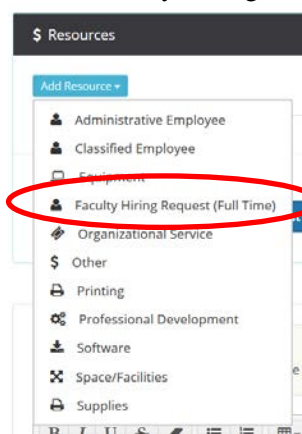 $ Resources
Add Resource
Administrative Employee
Classified Employee
Equipment
Faculty Hiring Request (Full Time)
Organizational Service
$ Other
Printing
Professional Development
Software
Space/Facilities
Supplies
B I U S